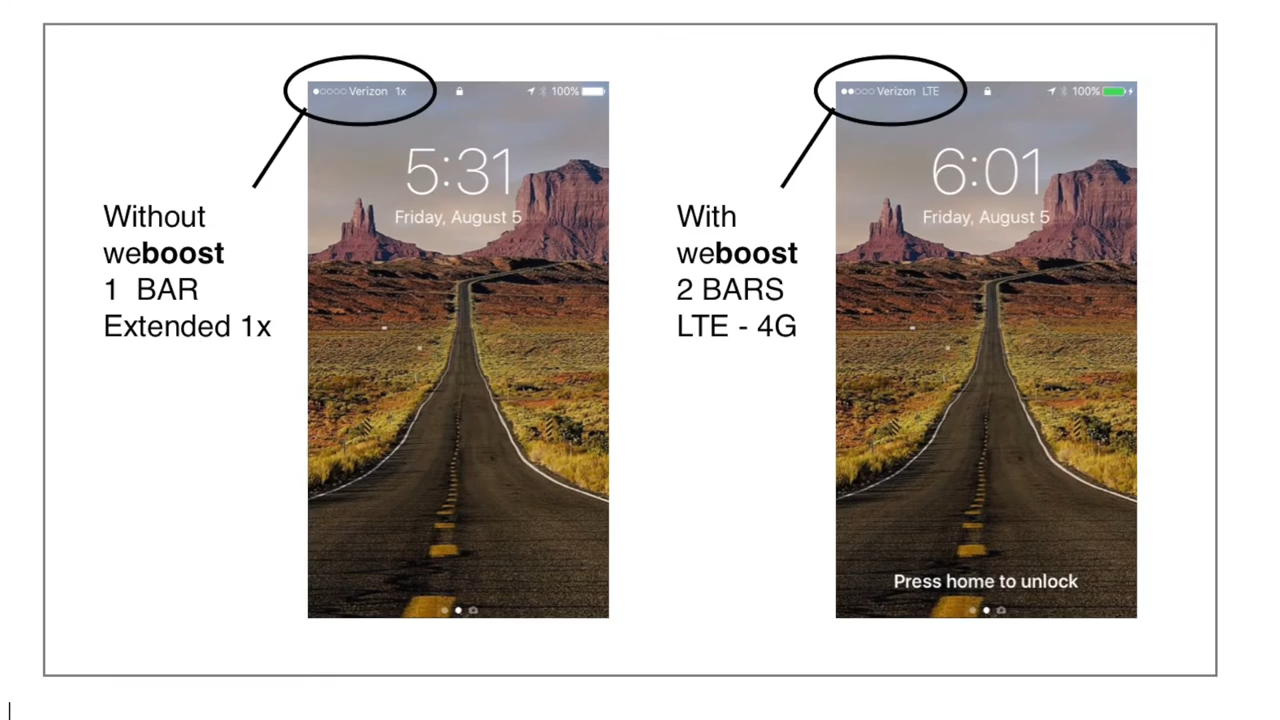 Verizon 1x
100%
5:31
Friday, August 5
Without
weboost
1 BAR
Extended 1x
Verizon LTE
100%
6:01
Friday, August 5
Press home to unlock
With
weboost
2 BARS
LTE - 4G